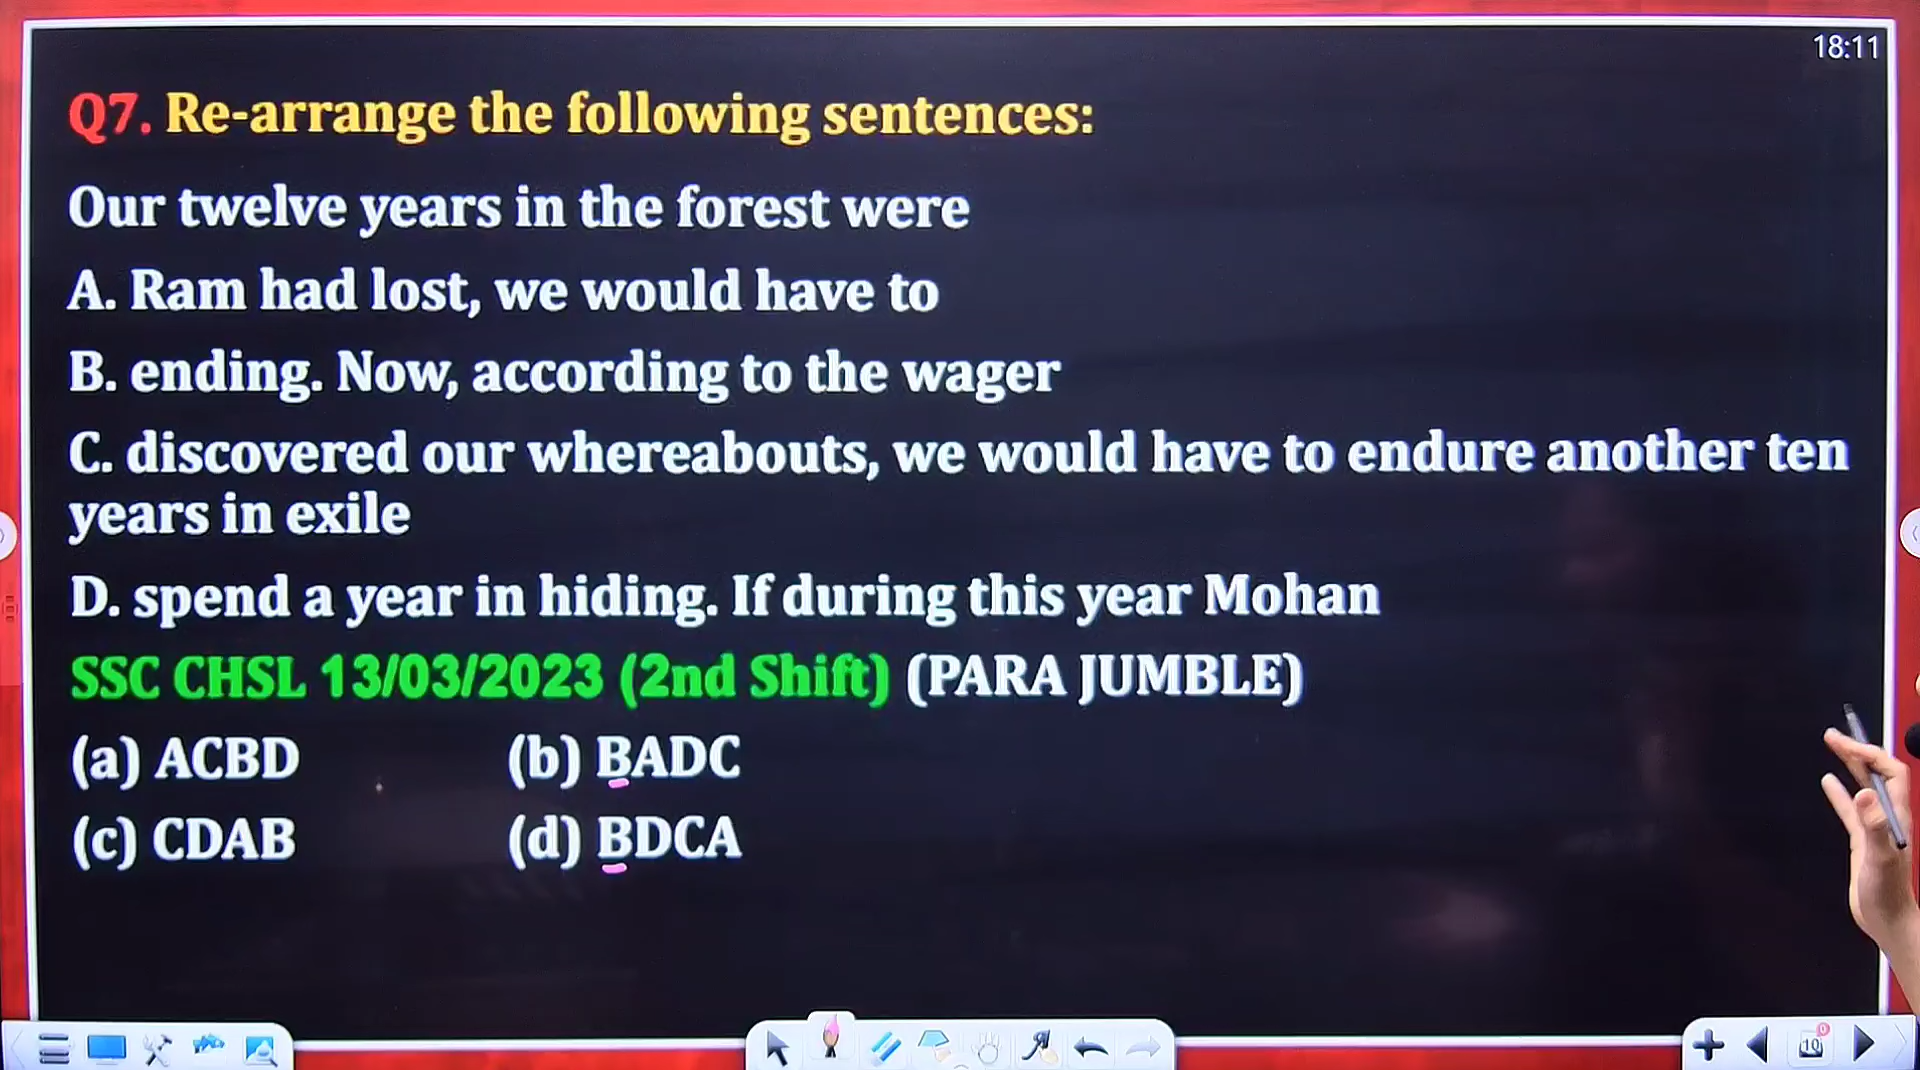 18:11
Q7. Re-arrange the following sentences:
Our twelve years in the forest were
A. Ram had lost, we would have to
B. ending. Now, according to the wager
C. discovered our whereabouts, we would have to endure another ten
years in exile
D. spend a year in hiding. If during this year Mohan
SSC CHSL 13/03/2023 (2nd Shift) (PARA JUMBLE)
(a) ACBD (b) BADC
(c) CDAB (d) BDCA
10 0